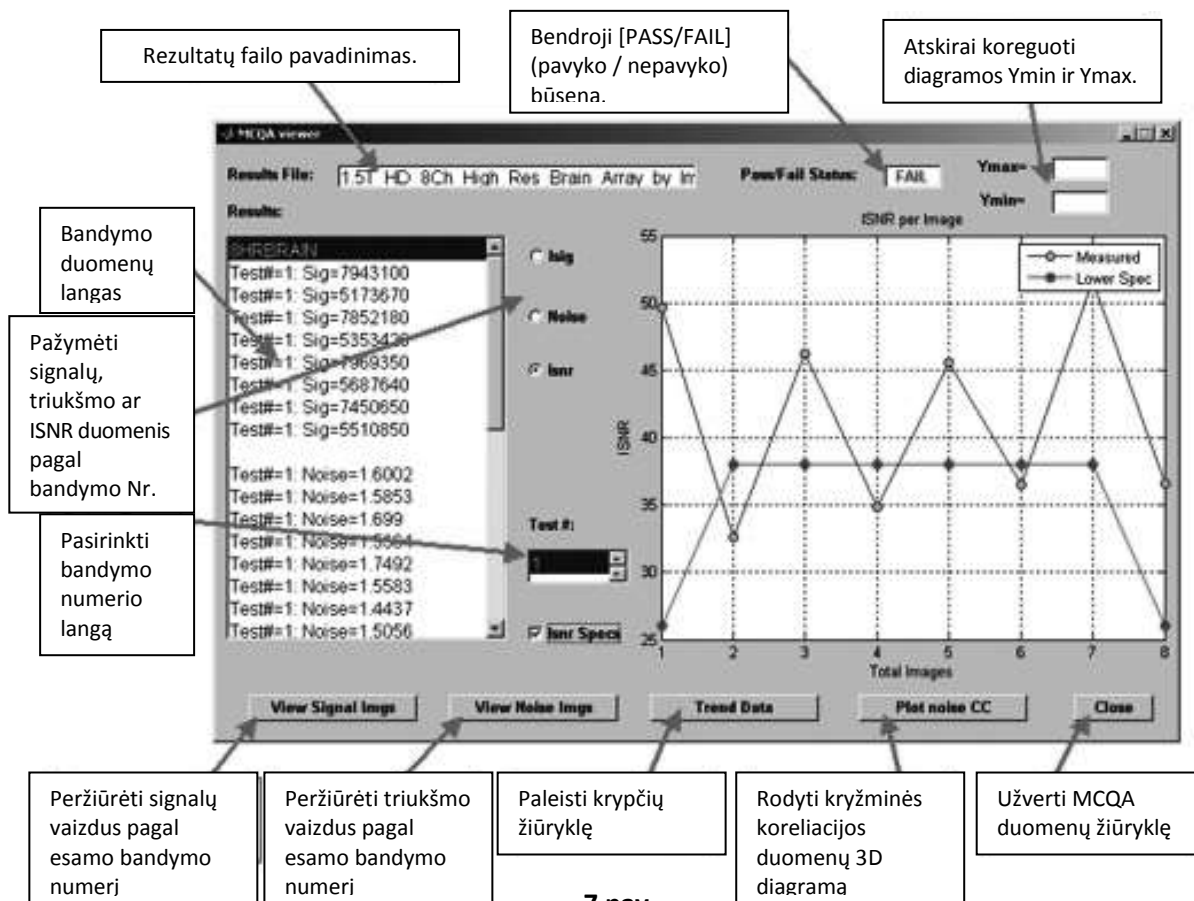 Rezultatų failo pavadinimas.
Bendroji [PASS/FAIL]
(pavyko / nepavyko)
būsena.
Atskirai koreguoti
diagramos Ymin ir Ymax.
MCQA viewer
Results File:
1.5T HD 8Ch High Res Brain Array by
Pass/Fail Status:
FAIL
Ymax=
Ymin=
Results:
8HRBRAIN
Test#=1: Sig=7943100
Test#=1: Sig=5173670
Test#=1: Sig=7852180
Test#=1:
Test#=1: Sig=7969350
Test#=1: Sig=5687640
Test#=1: Sig=7450650
Test#=1: Sig=5510850
Test#=1: Noise=1.6002
Test#=1: Noise=1.5853
Test#=1: Noise=1.699
Test#=1:
Test#=1: Noise=1.7492
Test#=1: Noise=1.5583
Test#=1: Noise=1.4437
Test#=1: Noise=1.5056
Isig
Noise
Isnr
Test #:
1
Isnr Specs
ISNR per Image
Measured
Lower Spec
55
50
45
40
35
30
25
ISNR
1 2 3 4 5 6 7 8
Total Images
View Signal Imgs
View Noise Imgs
Trend Data
Plot noise CC
Close
Bandymo
duomenų
langas
Pažymėti
signalų,
triukšmo ar
ISNR duomenis
pagal
bandymo Nr.
Pasirinkti
bandymo
numerio
langą
Peržiūrėti signalų
vaizdus pagal
esamo bandymo
numerį
Peržiūrėti triukšmo
vaizdus pagal
esamo bandymo
numerį
Paleisti krypčių
žiūryklę
Rodyti kryžminės
koreliacijos
duomenų 3D
diagramą
Užverti MCQA
duomenų žiūryklę
7 pav